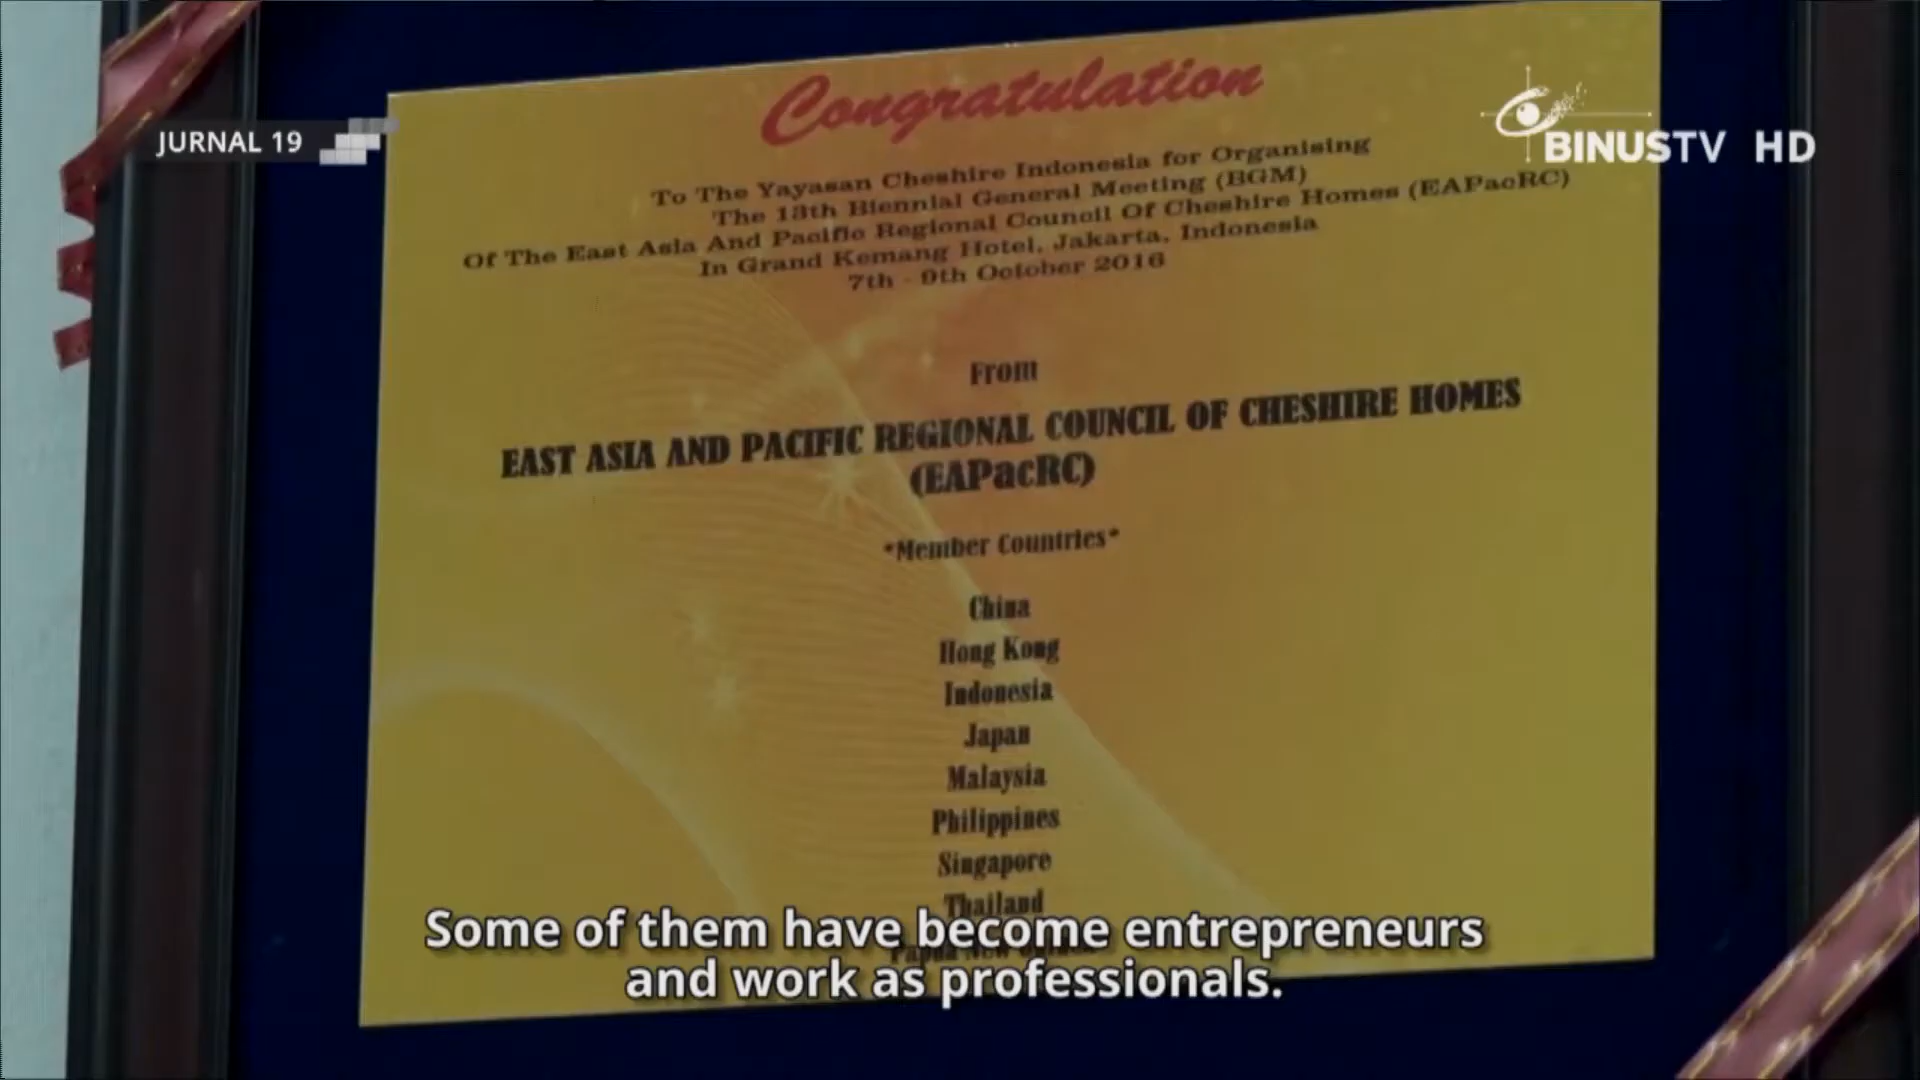 JURNAL 19
BINUSTV HD
Congratulation
To The Yayasan Cheshire Indonesia for Organising
The 13th Biennial General Meeting (BGM)
Of The East Asia And Pacific Regional Council Of Cheshire Homes (EAPacRC)
In Grand Kemang Hotel, Jakarta, Indonesia
7th - 9th October 2016
From
EAST ASIA AND PACIFIC REGIONAL COUNCIL OF CHESHIRE HOMES
(EAPacRC)
*Member Countries*
China
Hong Kong
Indonesia
Japan
Malaysia
Philippines
Singapore
Thailand
Papua New
Some of them have become entrepreneurs
and work as professionals.